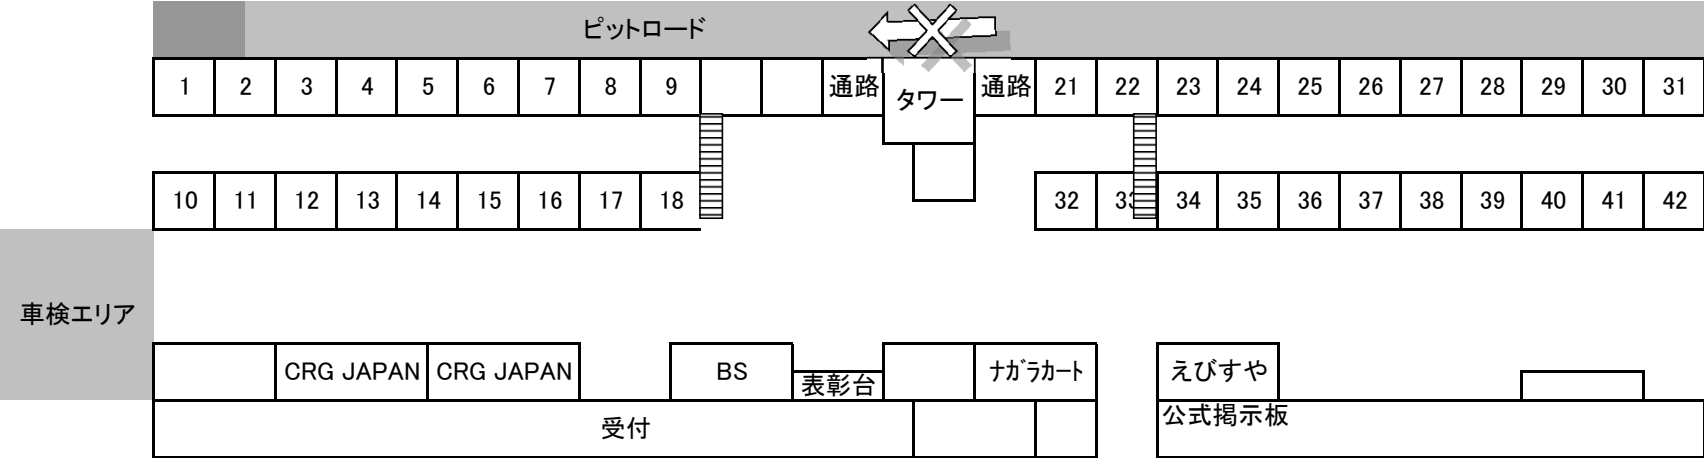 ピットロード
1 2 3 4 5 6 7 8 9 通路 タワー 通路 21 22 23 24 25 26 27 28 29 30 31
10 11 12 13 14 15 16 17 18 32 33 34 35 36 37 38 39 40 41 42
車検エリア
CRG JAPAN CRG JAPAN BS 表彰台 ﾅｶﾞﾗｶｰﾄ えびすや
受付 公式掲示板